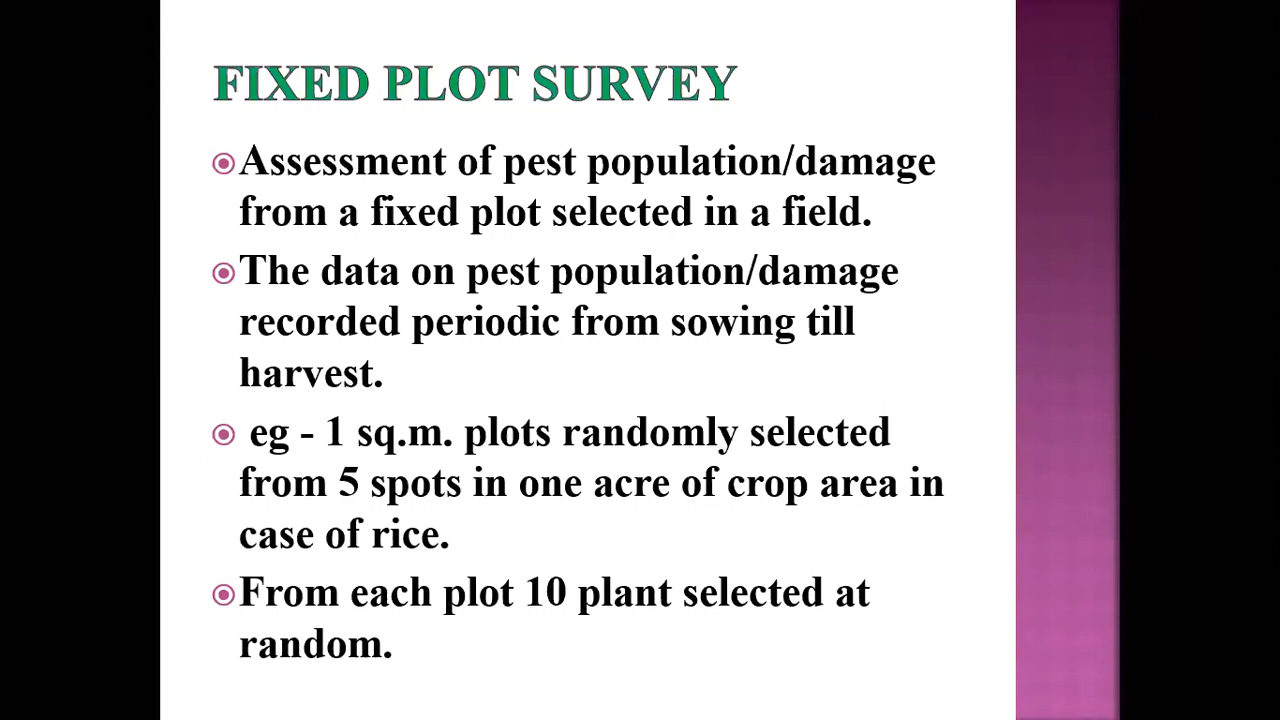 FIXED PLOT SURVEY
Assessment of pest population/damage
from a fixed plot selected in a field.
The data on pest population/damage
recorded periodic from sowing till
harvest.
eg - 1 sq.m. plots randomly selected
from 5 spots in one acre of crop area in
case of rice.
From each plot 10 plant selected at
random.